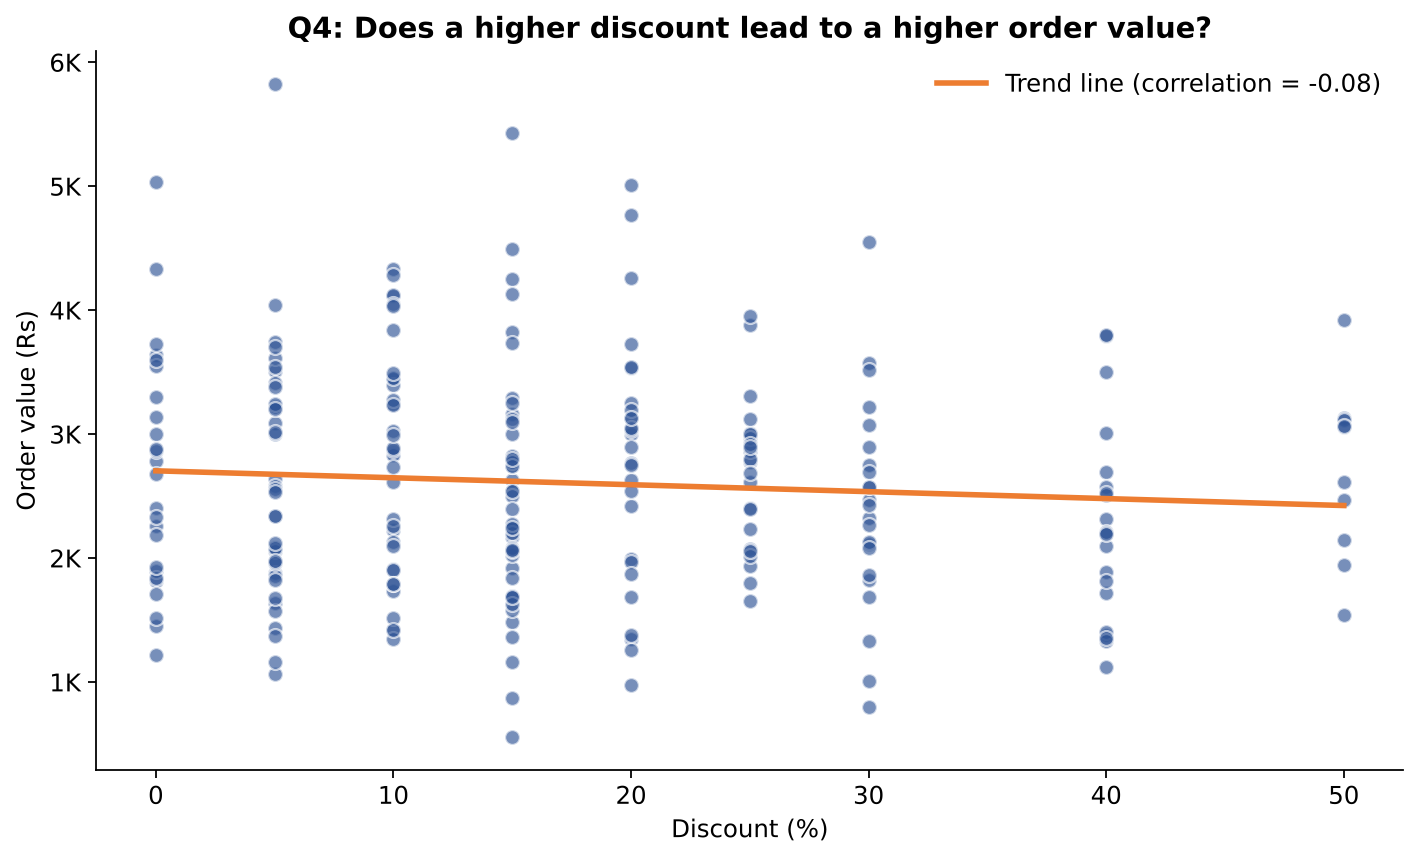 Q4: Does a higher discount lead to a higher order value?
Trend line (correlation = -0.08)
Order value (Rs)
6K
5K
4K
3K
2K
1K
0 10 20 30 40 50
Discount (%)